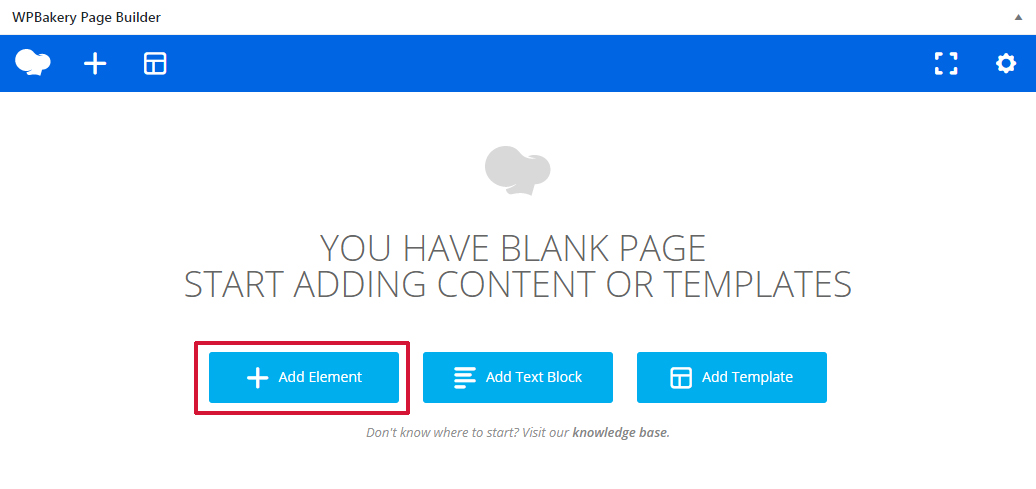 WPBakery Page Builder
YOU HAVE BLANK PAGE
START ADDING CONTENT OR TEMPLATES
Add Element
Add Text Block
Add Template
Don't know where to start? Visit our knowledge base.